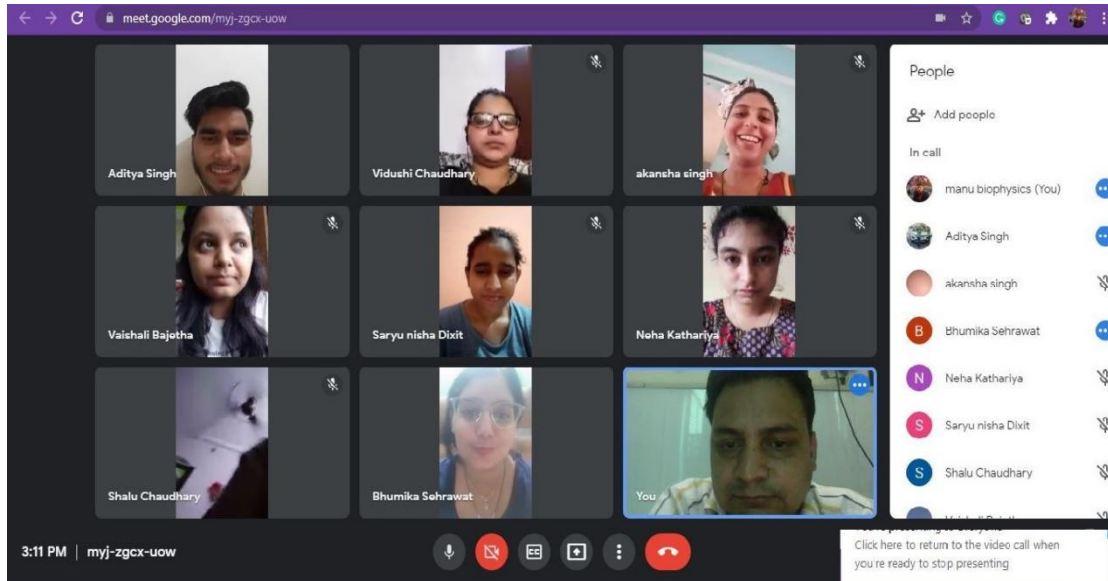 meet.google.com/myj-zgcx-uow
Aditya Singh
Vidushi Chaudhary
akansha singh
Vaishali Bajetha
Saryu nisha Dixit
Neha Kathariya
Shalu Chaudhary
Bhumika Sehrawat
You
People
Add people
In call
manu biophysics (You)
Aditya Singh
akansha singh
B
Bhumika Sehrawat
N
Neha Kathariya
S
Saryu nisha Dixit
S
Shalu Chaudhary
3:11 PM | myj-zgcx-uow
CC
Click here to return to the video call when
you're ready to stop presenting